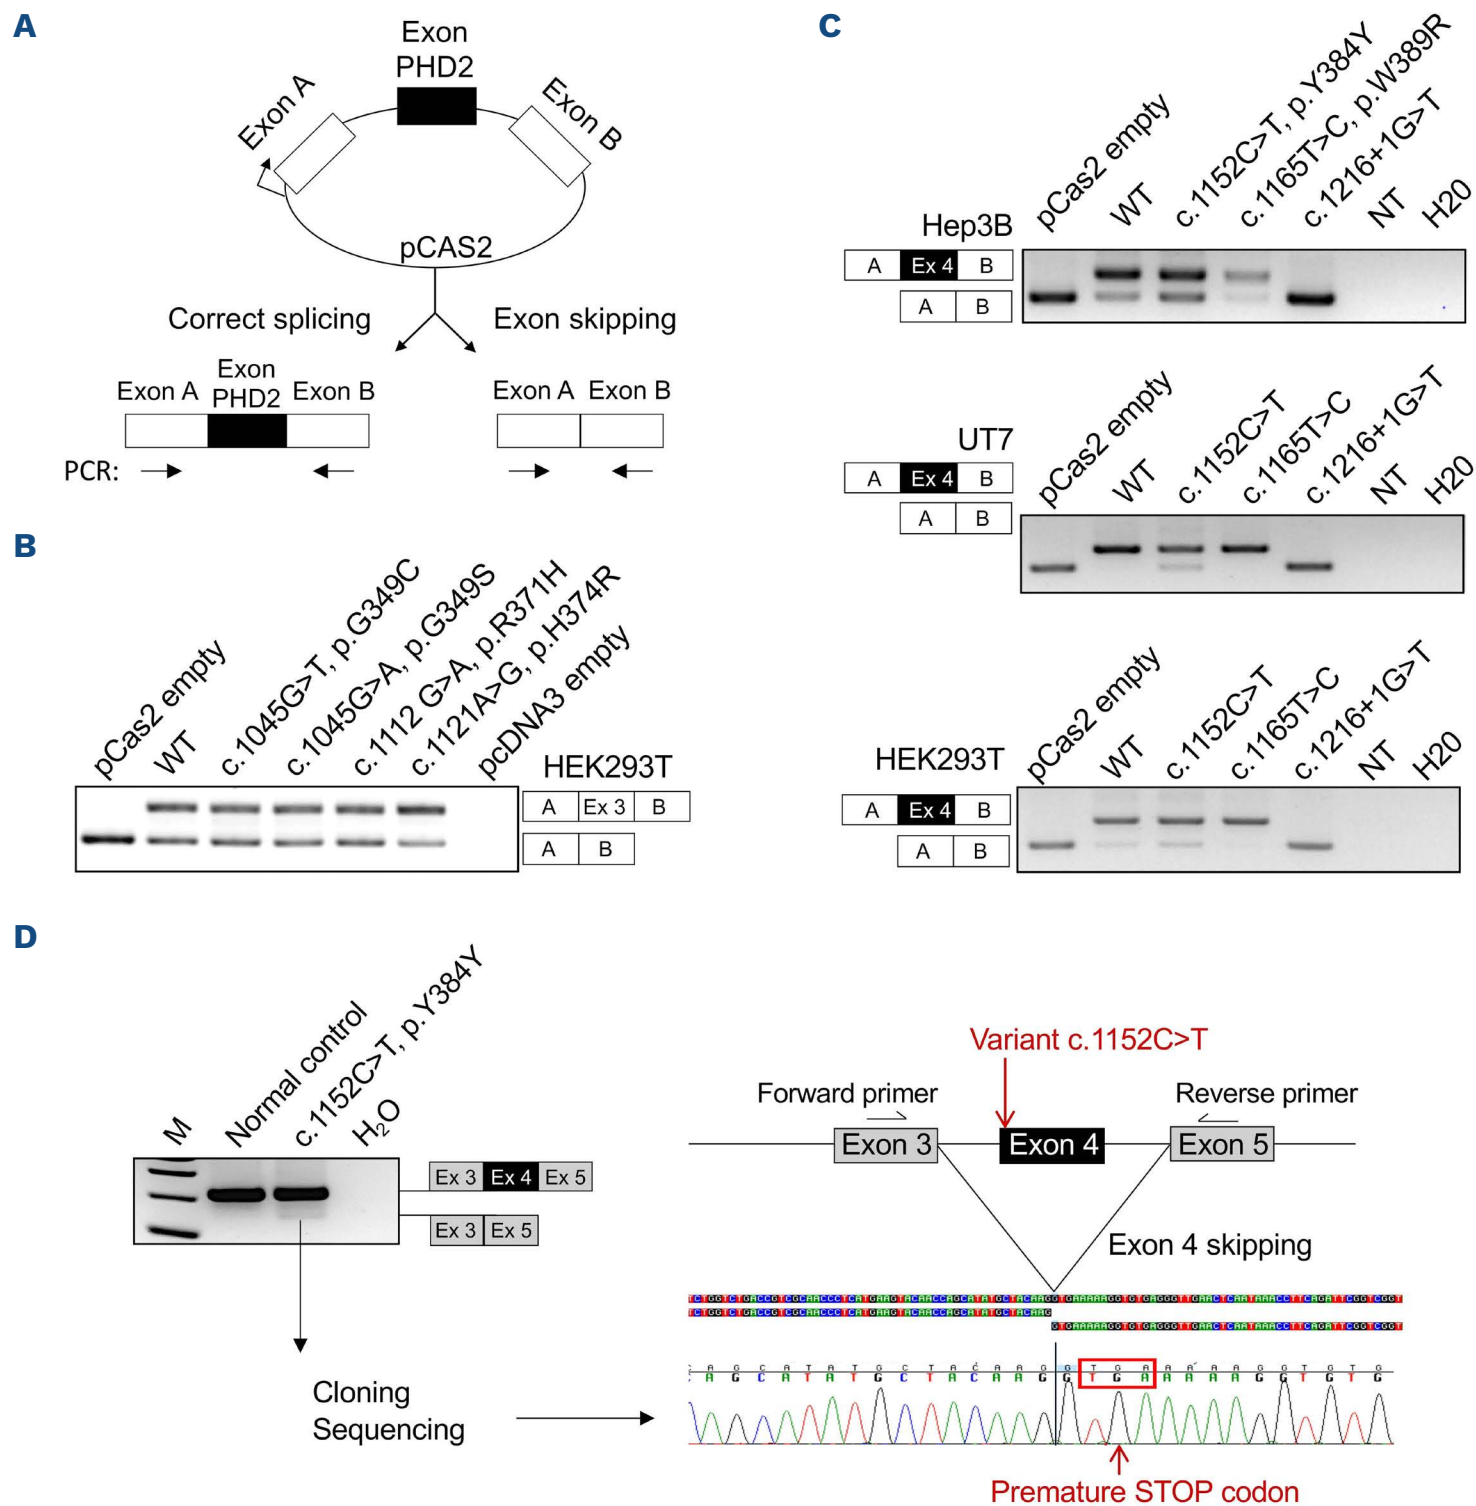 A
Exon
PHD2
Exon A
Exon B
pCAS2
Correct splicing
Exon skipping
Exon A
Exon
PHD2
Exon B
Exon A
Exon B
PCR:
B
pCas2 empty
WT
c.1045G>T, p.G349C
c.1045G>A, p.G349S
c.1112 G>A, p.R371H
c.1121A>G, p.H374R
pcDNA3 empty
HEK293T
A Ex 3 B
A B
C
pCas2 empty
WT
c.1152C>T, p.Y384Y
c.1165T>C, p.W389R
c.1216+1G>T
NT
H20
Hep3B
A Ex 4 B
A B
pCas2 empty
WT
c.1152C>T
c.1165T>C
c.1216+1G>T
NT
H20
UT7
A Ex 4 B
A B
pCas2 empty
WT
c.1152C>T
c.1165T>C
c.1216+1G>T
NT
H20
HEK293T
A Ex 4 B
A B
D
M
Normal control
c.1152C>T, p.Y384Y
H₂O
Ex 3 Ex 4 Ex 5
Ex 3 Ex 5
Cloning
Sequencing
Variant c.1152C>T
Forward primer
Reverse primer
Exon 3
Exon 4
Exon 5
Exon 4 skipping
A G C A T A T G C T A C A A G G T G A A A A A G G T G T G
A G C A T A T G C T A C A A G G T G A A A A A G G T G T G
Premature STOP codon